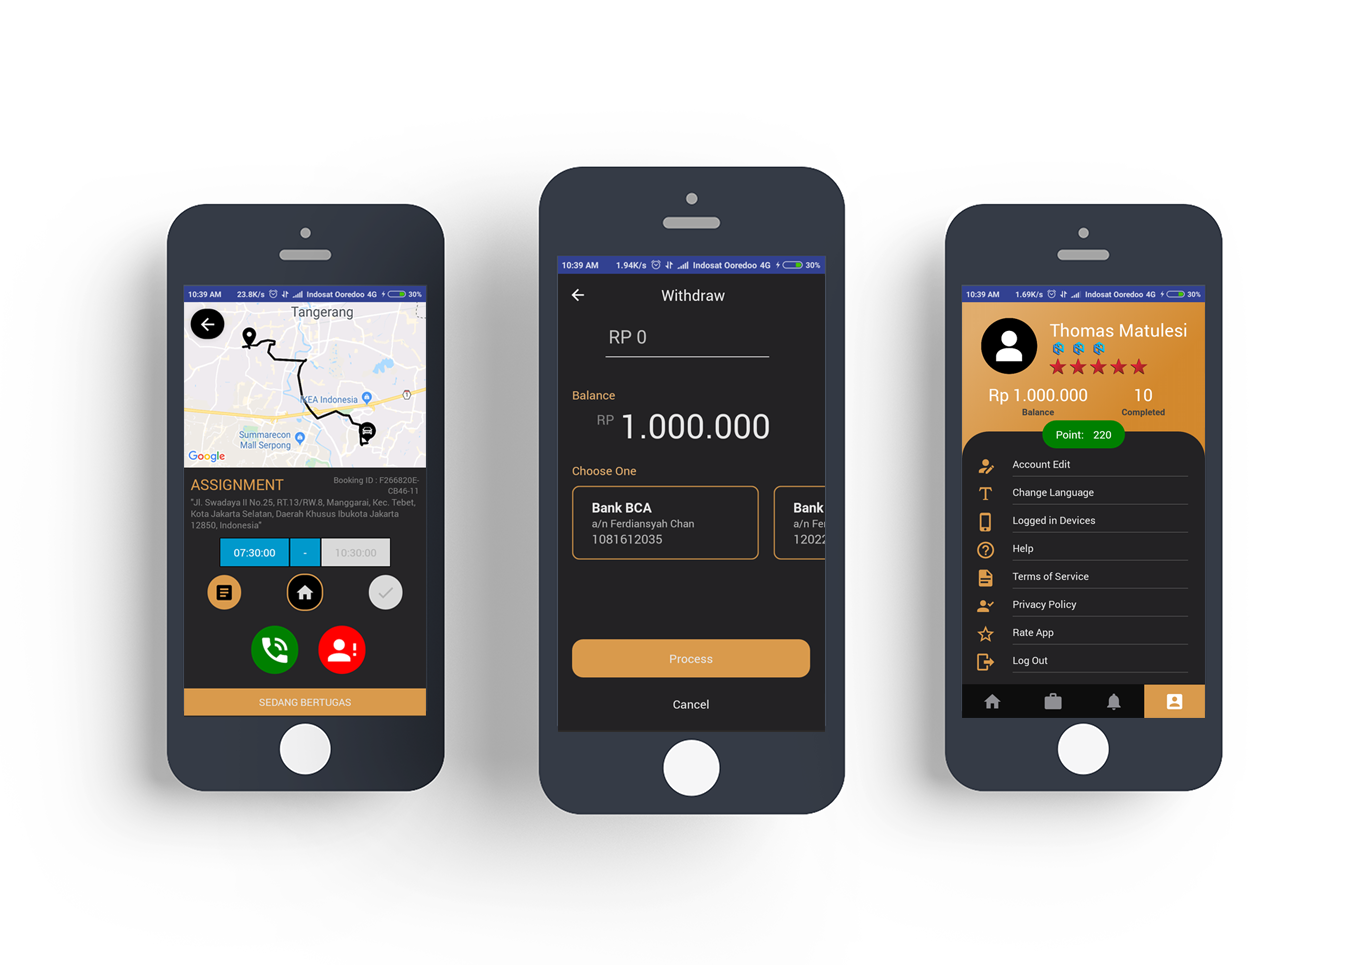 10:39 AM 23.8K/s Indosat Ooredoo 4G 30%
Tangerang
IKEA Indonesia
Summarecon
Mall Serpong
Google
ASSIGNMENT
Booking ID : F266820E-
CB46-11
"Jl. Swadaya II No.25, RT.13/RW.8, Manggarai, Kec. Tebet,
Kota Jakarta Selatan, Daerah Khusus Ibukota Jakarta
12850, Indonesia"
07:30:00 - 10:30:00
SEDANG BERTUGAS
10:39 AM 1.94K/s Indosat Ooredoo 4G 30%
Withdraw
RP 0
Balance
RP 1.000.000
Choose One
Bank BCA
a/n Ferdiansyah Chan
1081612035
Bank
a/n Fe
12022
Process
Cancel
10:39 AM 1.69K/s Indosat Ooredoo 4G 30%
Thomas Matulesi
Rp 1.000.000 10
Balance Completed
Point: 220
Account Edit
Change Language
Logged in Devices
Help
Terms of Service
Privacy Policy
Rate App
Log Out